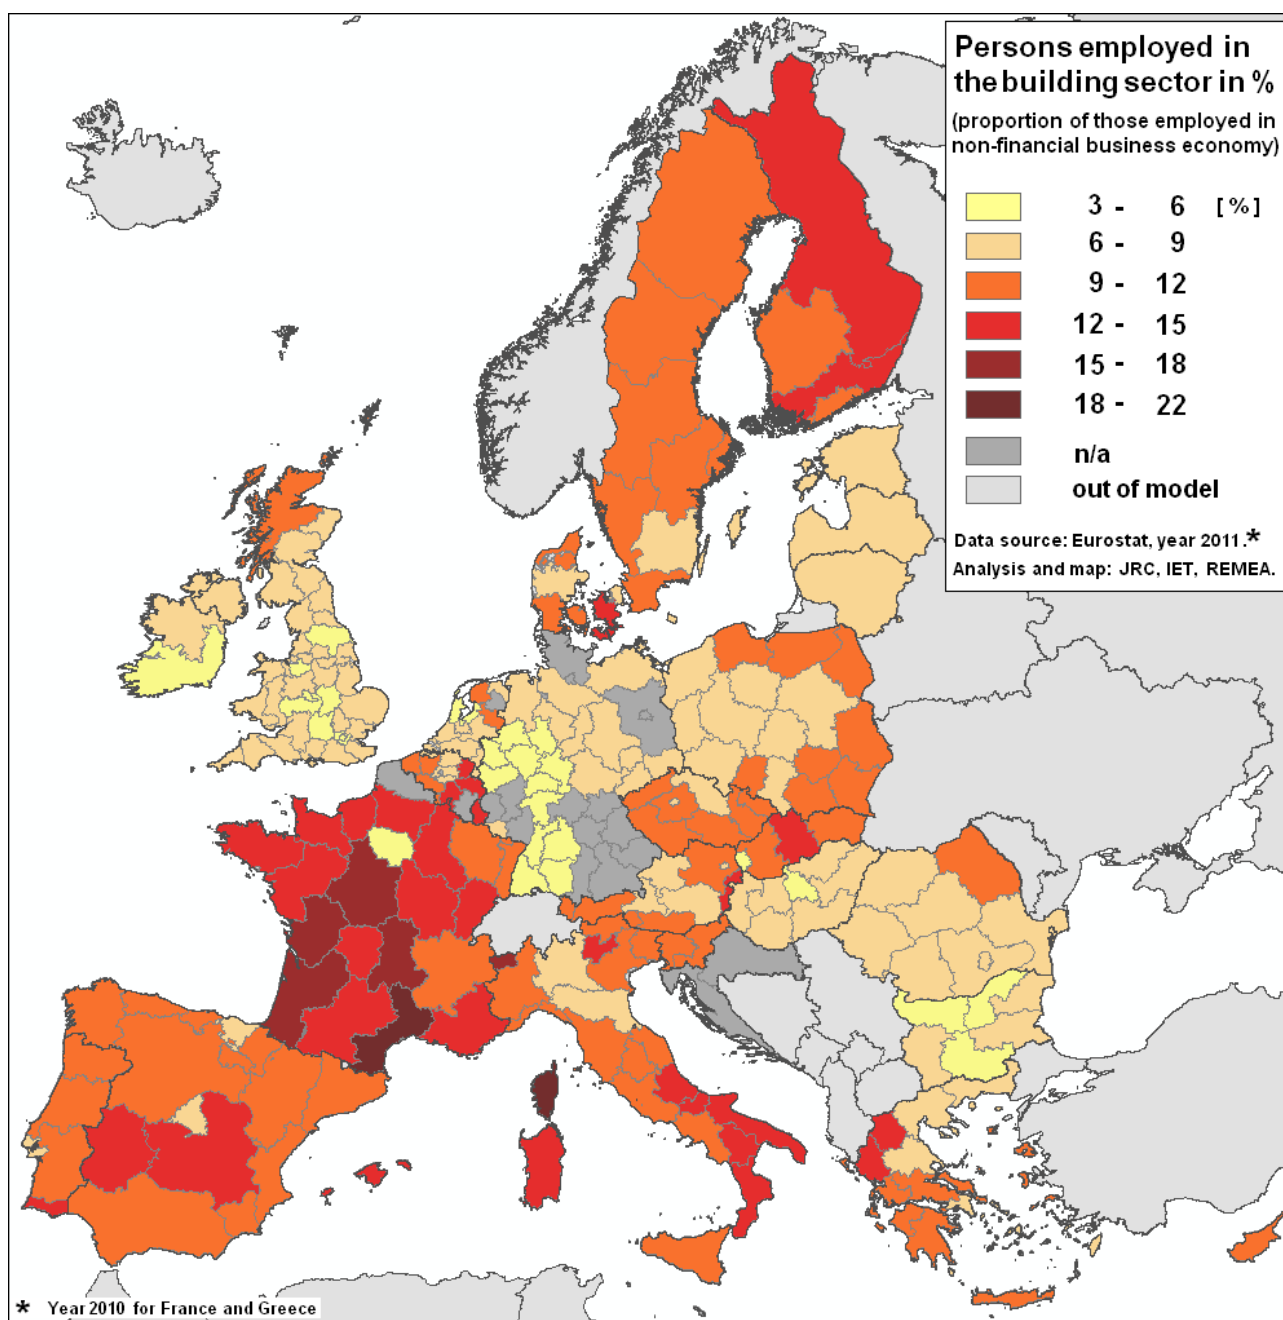 Persons employed in
the building sector in %
(proportion of those employed in
non-financial business economy)
3 - 6 [ % ]
6 - 9
9 - 12
12 - 15
15 - 18
18 - 22
n/a
out of model
Data source: Eurostat, year 2011.*
Analysis and map: JRC, IET, REMEA.
* Year 2010 for France and Greece